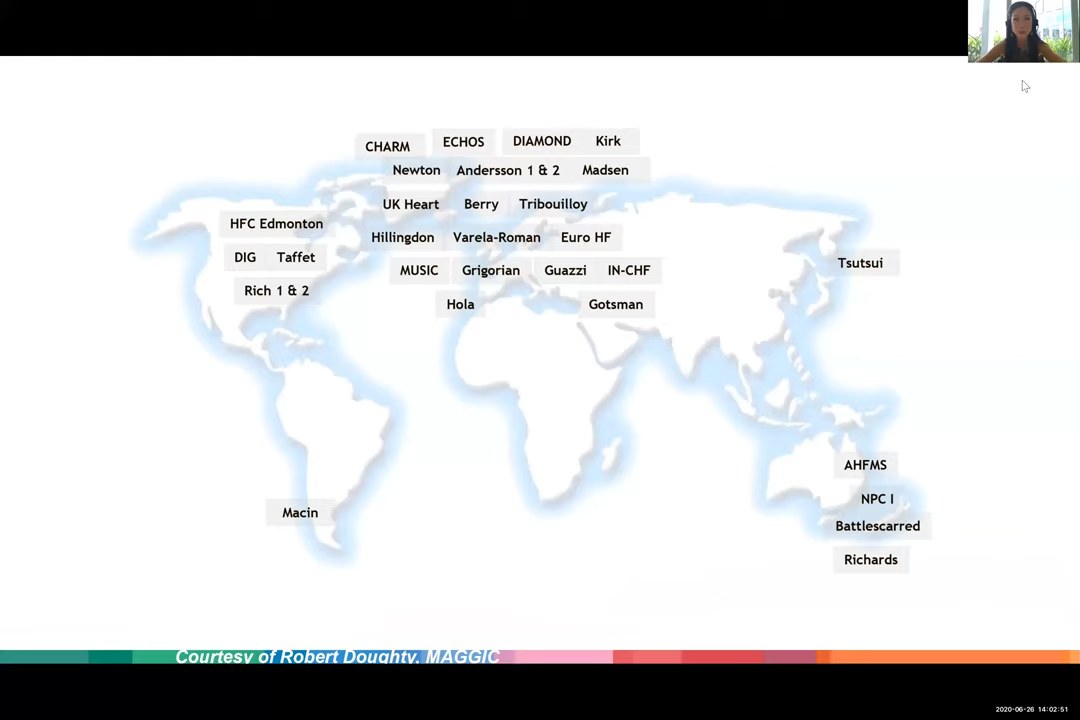 CHARM ECHOS DIAMOND Kirk
Newton Andersson 1 & 2 Madsen
UK Heart Berry Tribouilloy
HFC Edmonton
Hillingdon Varela-Roman Euro HF
DIG Taffet
Tsutsui
MUSIC Grigorian Guazzi IN-CHF
Rich 1 & 2
Hola Gotsman
AHFMS
NPC I
Macin
Battlescarred
Richards
Courtesy of Robert Doughty, MAGGIC
2020-06-26 14:02:51